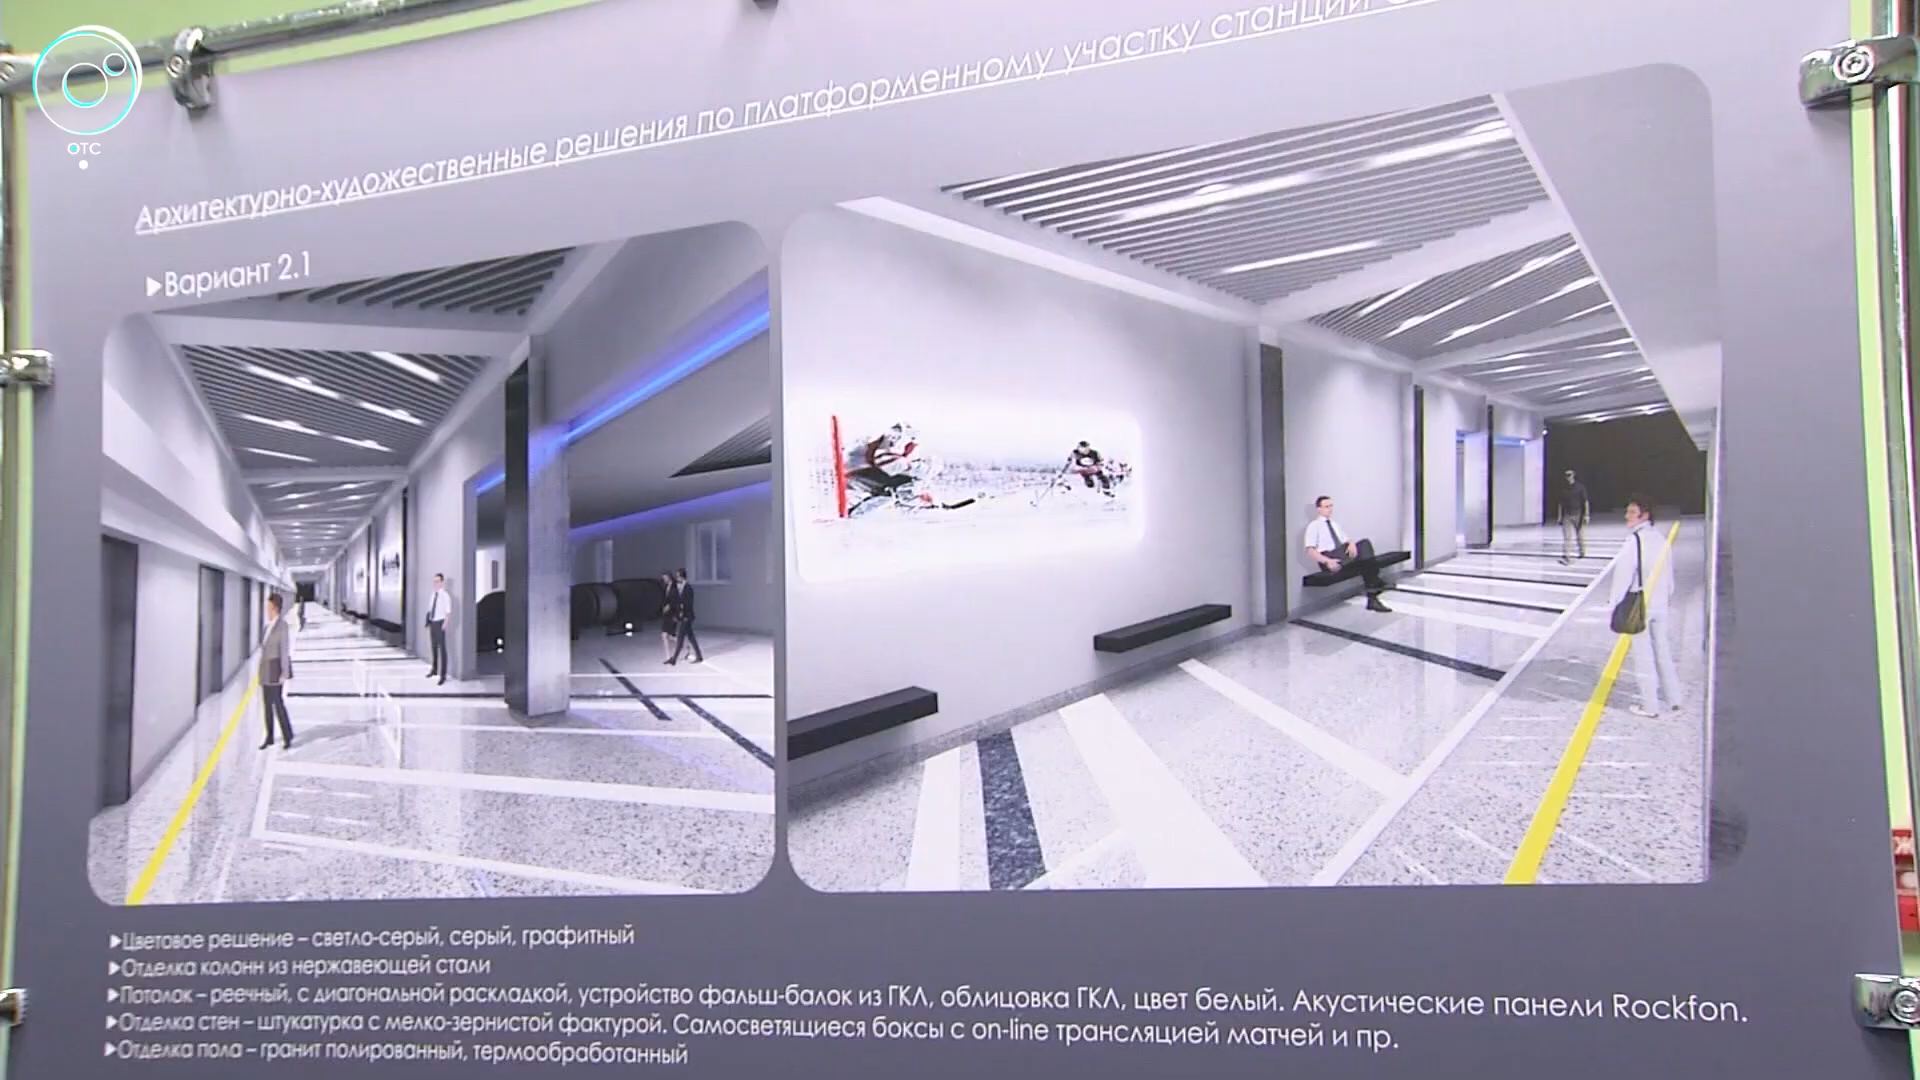 ОТС
Архитектурно-художественные решения по платформенному участку станции
▶Вариант 2.1
▶Цветовое решение – светло-серый, серый, графитный
▶Отделка колонн из нержавеющей стали
▶Потолок – реечный, с диагональной раскладкой, устройство фальш-балок из ГКЛ, облицовка ГКЛ, цвет белый. Акустические панели Rockfon.
▶Отделка стен – штукатурка с мелко-зернистой фактурой. Самосветящиеся боксы с on-line трансляцией матчей и пр.
▶Отделка пола – гранит полированный, термообработанный